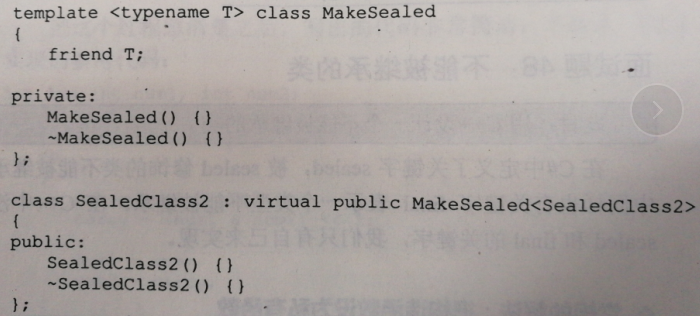 template <typename T> class MakeSealed
{
    friend T;

private:
    MakeSealed() {}
    ~MakeSealed() {}
};

class SealedClass2 : virtual public MakeSealed<SealedClass2>
{
public:
    SealedClass2() {}
    ~SealedClass2() {}
};